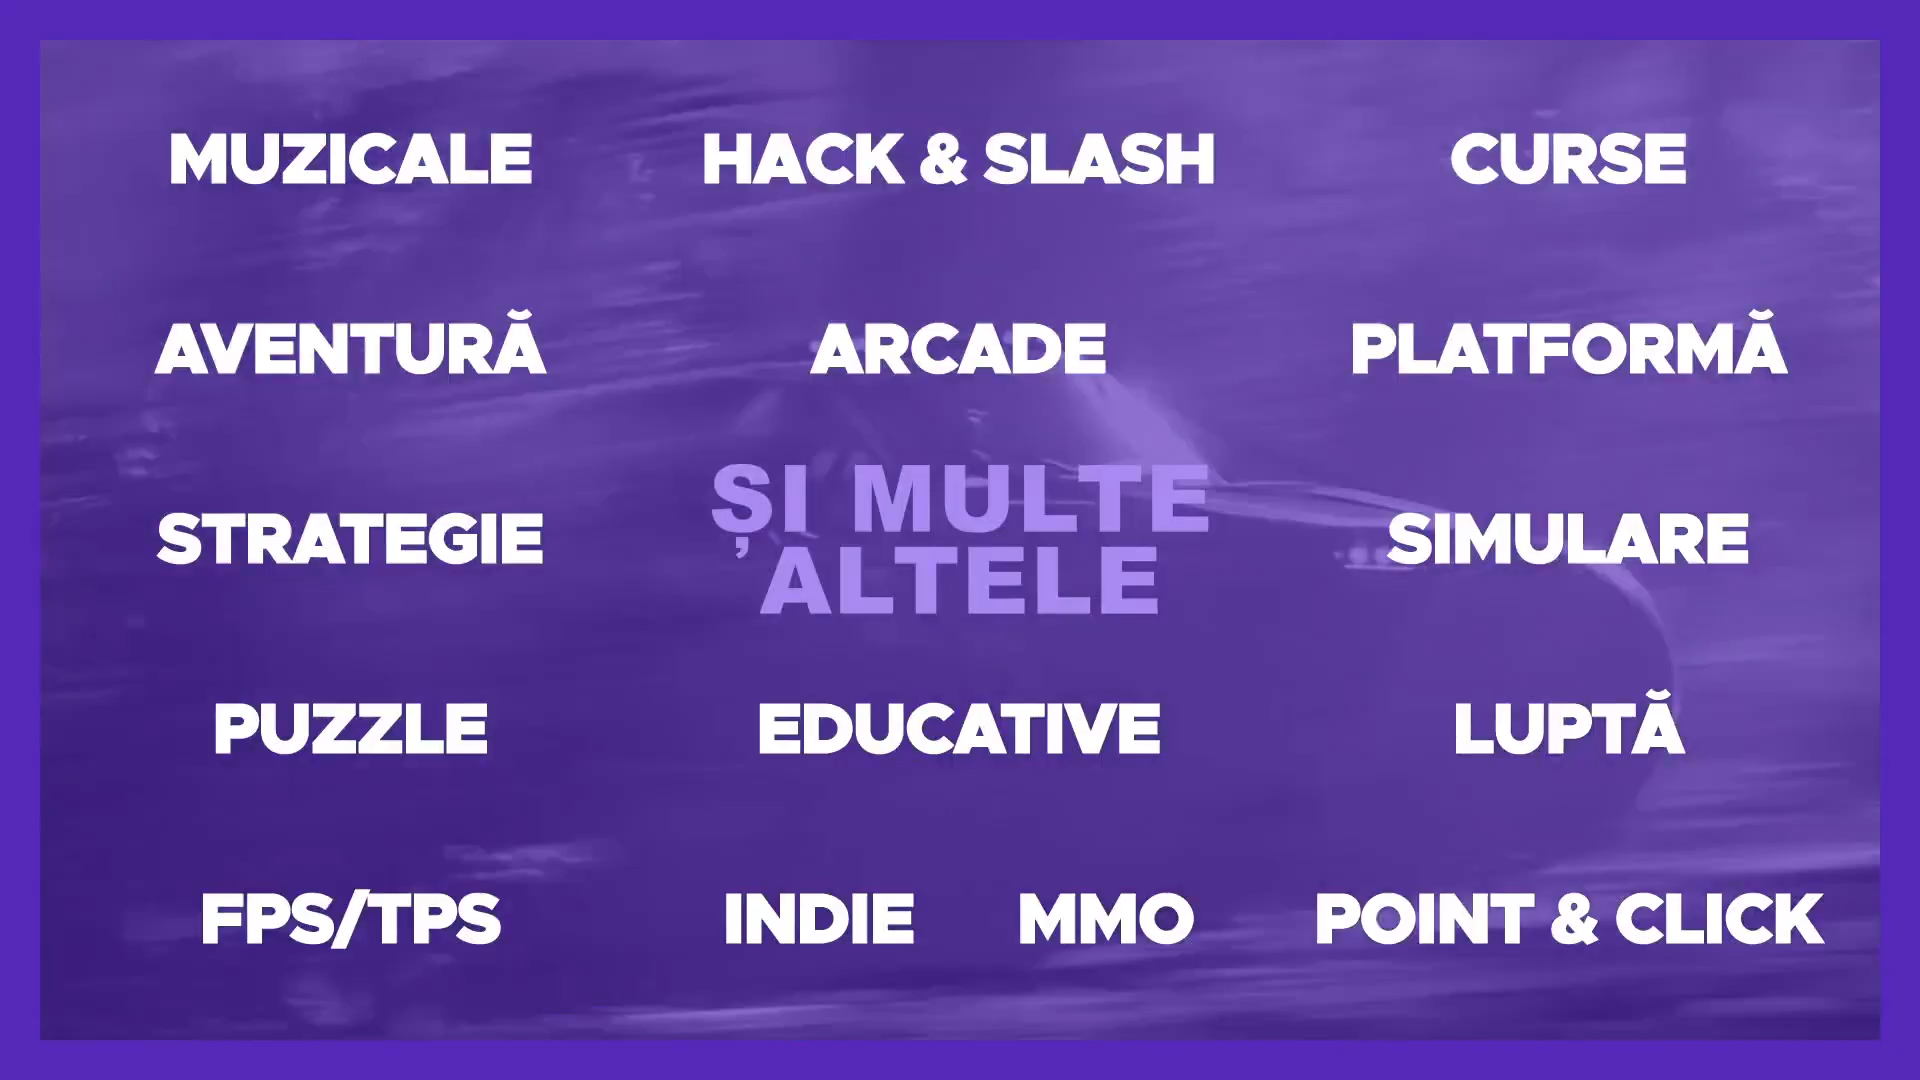 MUZICALE
HACK & SLASH
CURSE
AVENTURĂ
ARCADE
PLATFORMĂ
STRATEGIE
ȘI MULTE
ALTELE
SIMULARE
PUZZLE
EDUCATIVE
LUPTĂ
FPS/TPS
INDIE
MMO
POINT & CLICK